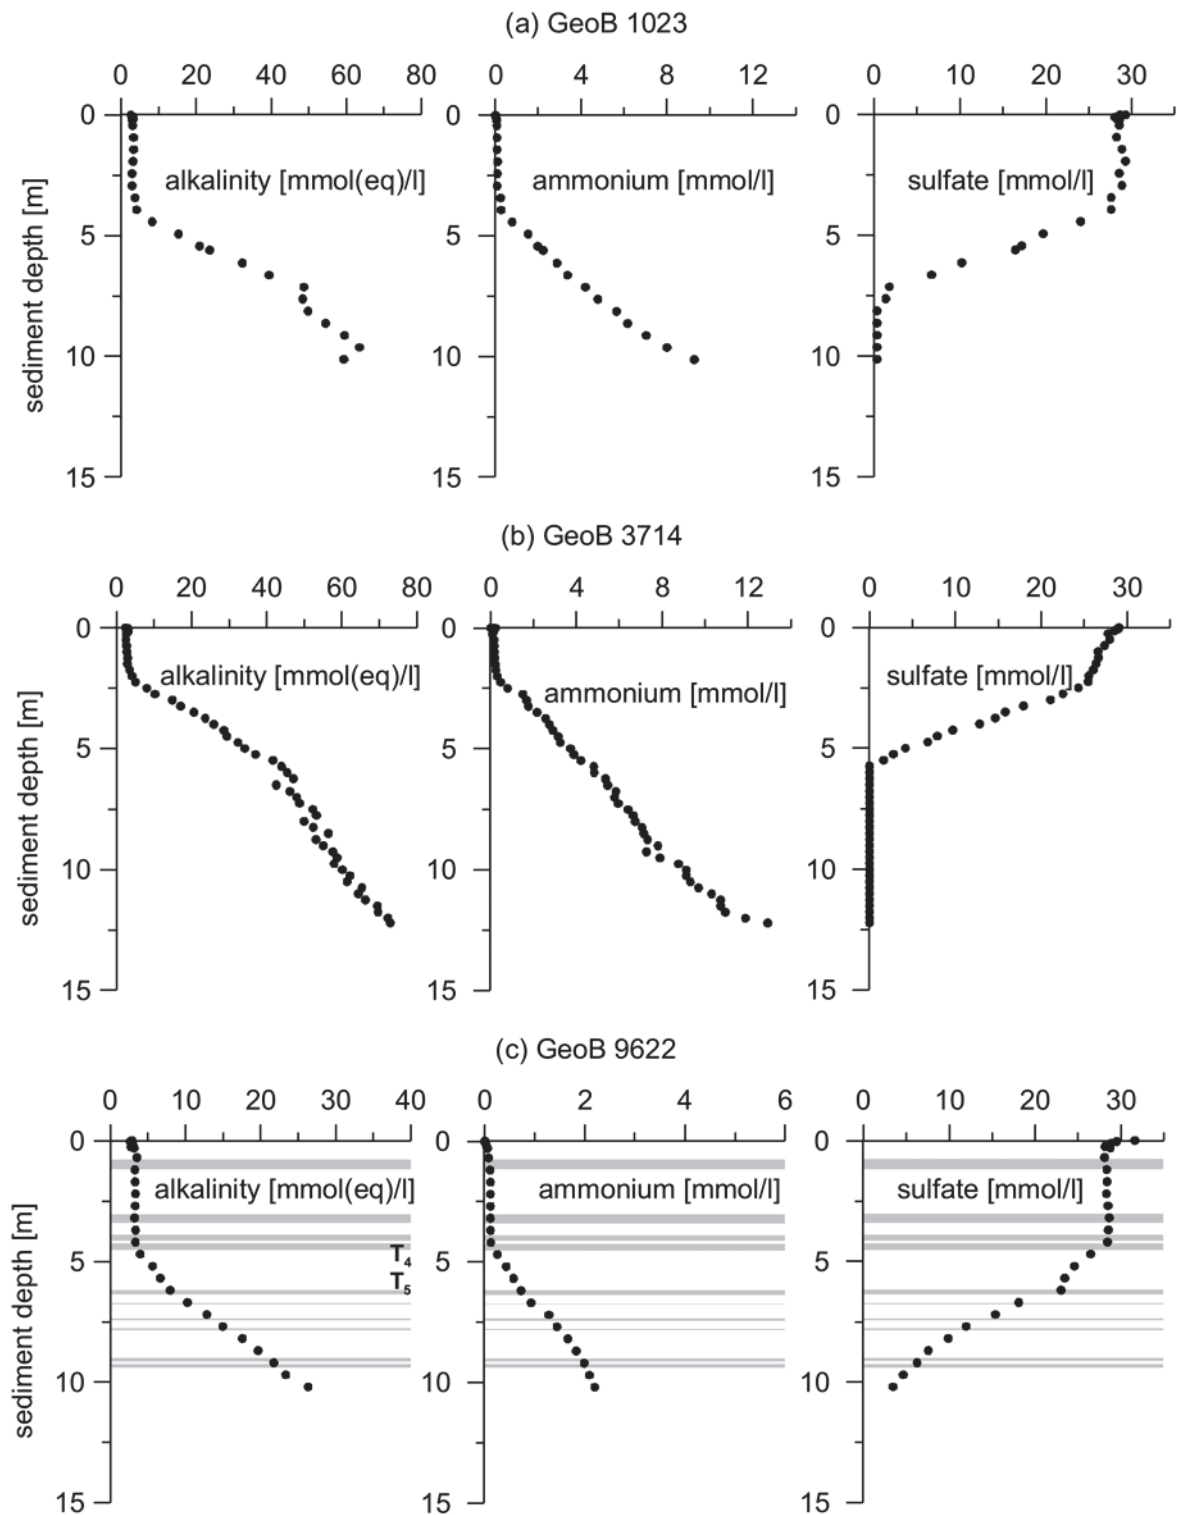 (a) GeoB 1023
0 20 40 60 80 0 4 8 12 0 10 20 30
0
alkalinity [mmol(eq)/l] ammonium [mmol/l] sulfate [mmol/l]
sediment depth [m]
5 5 5
10 10 10
15 15 15
(b) GeoB 3714
0 20 40 60 80 0 4 8 12 0 10 20 30
0 0 0
alkalinity [mmol(eq)/l] ammonium [mmol/l] sulfate [mmol/l]
sediment depth [m]
5 5 5
10 10 10
15 15 15
(c) GeoB 9622
0 10 20 30 40 0 2 4 6 0 10 20 30
0 0 0
alkalinity [mmol(eq)/l] ammonium [mmol/l] sulfate [mmol/l]
sediment depth [m]
T4
5 5 5
T5
10 10 10
15 15 15